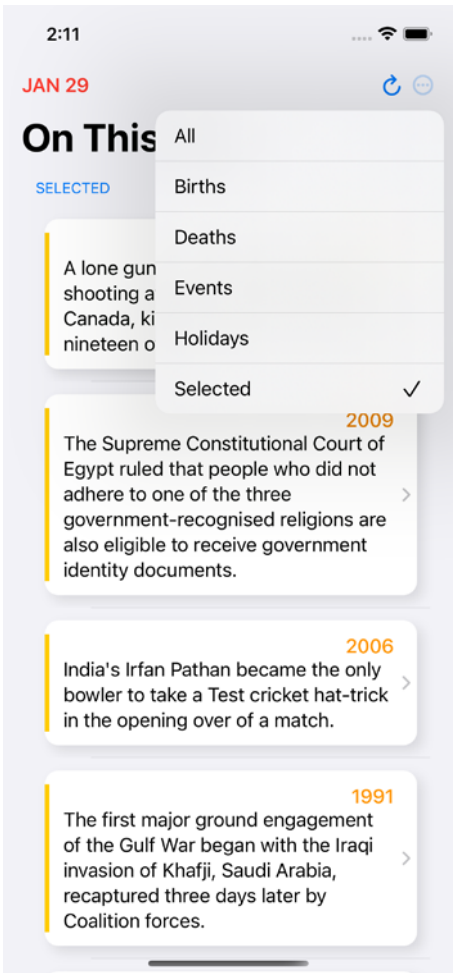 2:11
JAN 29
On This
SELECTED
All
Births
Deaths
Events
Holidays
Selected
A lone gun
shooting a
Canada, ki
nineteen o
2009
The Supreme Constitutional Court of
Egypt ruled that people who did not
adhere to one of the three
government-recognised religions are
also eligible to receive government
identity documents.
2006
India's Irfan Pathan became the only
bowler to take a Test cricket hat-trick
in the opening over of a match.
1991
The first major ground engagement
of the Gulf War began with the Iraqi
invasion of Khafji, Saudi Arabia,
recaptured three days later by
Coalition forces.